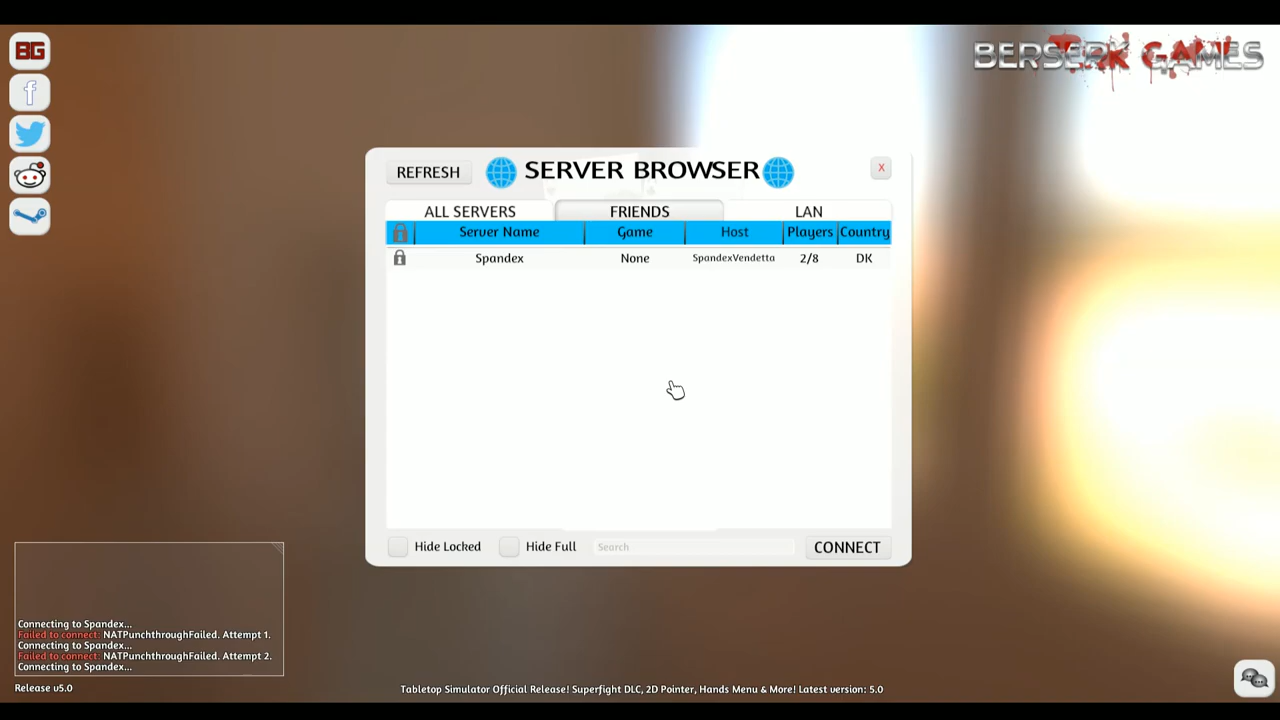 BG
BERSERK GAMES
REFRESH
SERVER BROWSER
X
ALL SERVERS FRIENDS LAN
Server Name Game Host Players Country
Spandex None SpandexVendetta 2/8 DK
Hide Locked Hide Full Search CONNECT
Connecting to Spandex...
Failed to connect: NATPunchthroughFailed. Attempt 1.
Connecting to Spandex...
Failed to connect: NATPunchthroughFailed. Attempt 2.
Connecting to Spandex...
Release v5.0
Tabletop Simulator Official Release! Superfight DLC, 2D Pointer, Hands Menu & More! Latest version: 5.0